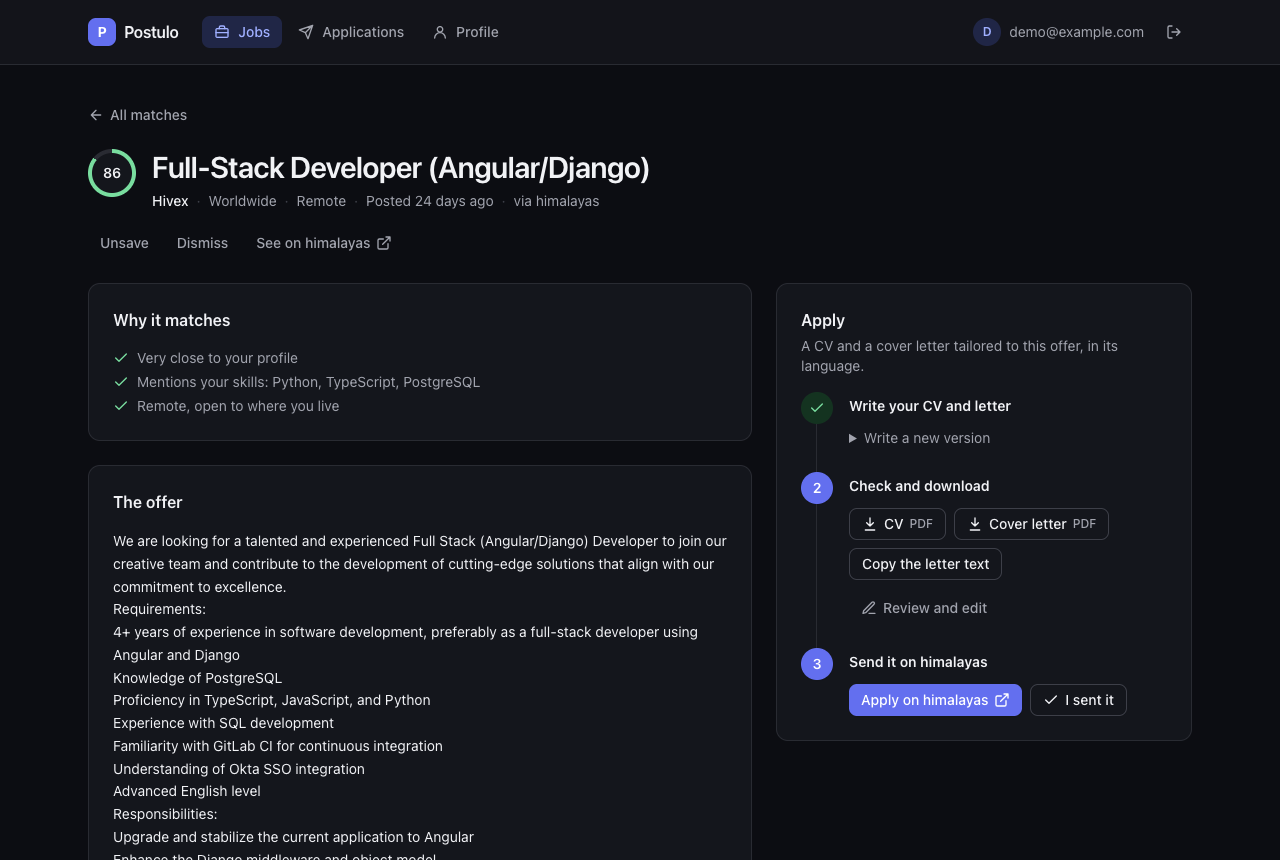 P Postulo Jobs Applications Profile D demo@example.com
All matches
86 Full-Stack Developer (Angular/Django)
Hivex · Worldwide · Remote · Posted 24 days ago · via himalayas
Unsave Dismiss See on himalayas
Why it matches
Very close to your profile
Mentions your skills: Python, TypeScript, PostgreSQL
Remote, open to where you live
The offer
We are looking for a talented and experienced Full Stack (Angular/Django) Developer to join our
creative team and contribute to the development of cutting-edge solutions that align with our
commitment to excellence.
Requirements:
4+ years of experience in software development, preferably as a full-stack developer using
Angular and Django
Knowledge of PostgreSQL
Proficiency in TypeScript, JavaScript, and Python
Experience with SQL development
Familiarity with GitLab CI for continuous integration
Understanding of Okta SSO integration
Advanced English level
Responsibilities:
Upgrade and stabilize the current application to Angular
Enhance the Django middleware and object model
Apply
A CV and a cover letter tailored to this offer, in its
language.
Write your CV and letter
Write a new version
2 Check and download
CV PDF Cover letter PDF
Copy the letter text
Review and edit
3 Send it on himalayas
Apply on himalayas I sent it